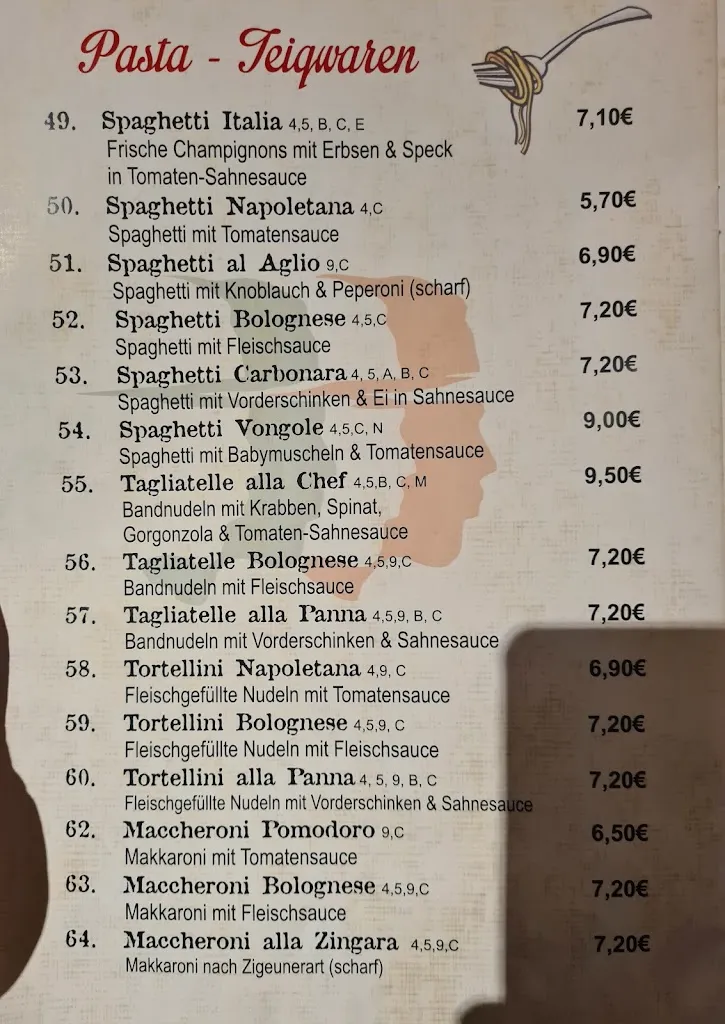 Pasta - Teigwaren
49. Spaghetti Italia 4,5, B, C, E 7,10€
Frische Champignons mit Erbsen & Speck
in Tomaten-Sahnesauce
50. Spaghetti Napoletana 4,C 5,70€
Spaghetti mit Tomatensauce
51. Spaghetti al Aglio 9,C 6,90€
Spaghetti mit Knoblauch & Peperoni (scharf)
52. Spaghetti Bolognese 4,5,C 7,20€
Spaghetti mit Fleischsauce
53. Spaghetti Carbonara 4, 5, A, B, C 7,20€
Spaghetti mit Vorderschinken & Ei in Sahnesauce
54. Spaghetti Vongole 4,5,C, N 9,00€
Spaghetti mit Babymuscheln & Tomatensauce
55. Tagliatelle alla Chef 4,5,B, C, M 9,50€
Bandnudeln mit Krabben, Spinat,
Gorgonzola & Tomaten-Sahnesauce
56. Tagliatelle Bolognese 4,5,9,C 7,20€
Bandnudeln mit Fleischsauce
57. Tagliatelle alla Panna 4,5,9, B, C 7,20€
Bandnudeln mit Vorderschinken & Sahnesauce
58. Tortellini Napoletana 4,9, C 6,90€
Fleischgefüllte Nudeln mit Tomatensauce
59. Tortellini Bolognese 4,5,9, C 7,20€
Fleischgefüllte Nudeln mit Fleischsauce
60. Tortellini alla Panna 4, 5, 9, B, C 7,20€
Fleischgefüllte Nudeln mit Vorderschinken & Sahnesauce
62. Maccheroni Pomodoro 9,C 6,50€
Makkaroni mit Tomatensauce
63. Maccheroni Bolognese 4,5,9,C 7,20€
Makkaroni mit Fleischsauce
64. Maccheroni alla Zingara 4,5,9,C 7,20€
Makkaroni nach Zigeunerart (scharf)